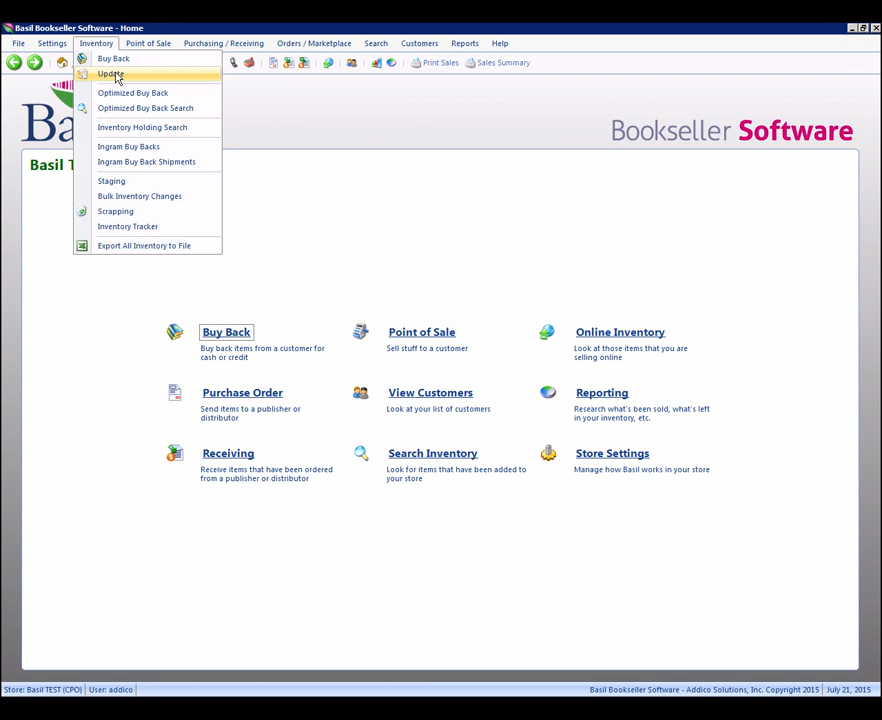 Basil Bookseller Software - Home
File Settings Inventory Point of Sale Purchasing / Receiving Orders / Marketplace Search Customers Reports Help
Print Sales Sales Summary
Buy Back
Update
Optimized Buy Back
Optimized Buy Back Search
Inventory Holding Search
Ingram Buy Backs
Ingram Buy Back Shipments
Staging
Bulk Inventory Changes
Scrapping
Inventory Tracker
Export All Inventory to File
Bookseller Software
Buy Back
Buy back items from a customer for
cash or credit
Point of Sale
Sell stuff to a customer
Online Inventory
Look at those items that you are
selling online
Purchase Order
Send items to a publisher or
distributor
View Customers
Look at your list of customers
Reporting
Research what's been sold, what's left
in your inventory, etc.
Receiving
Receive items that have been ordered
from a publisher or distributor
Search Inventory
Look for items that have been added to
your store
Store Settings
Manage how Basil works in your store
Store: Basil TEST (CPO) User: addico Basil Bookseller Software - Addico Solutions, Inc. Copyright 2015 July 21, 2015